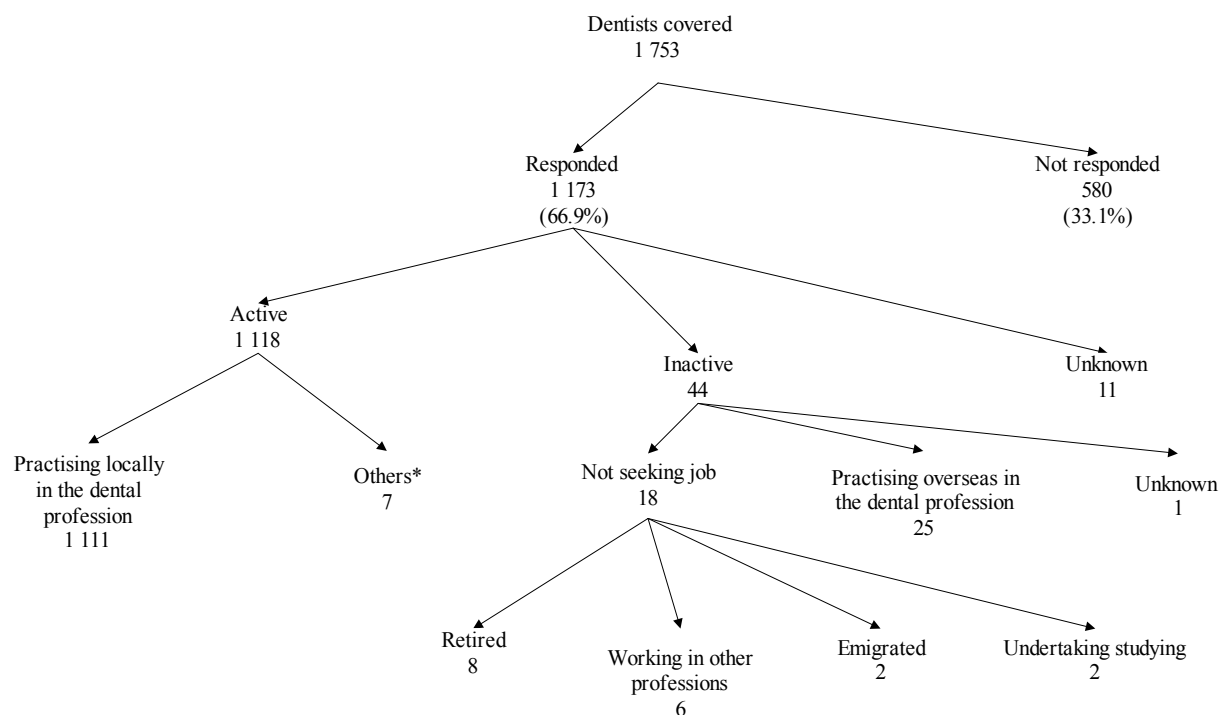 Dentists covered
1 753
Responded
1 173
(66.9%)
Not responded
580
(33.1%)
Active
1 118
Inactive
44
Unknown
11
Practising locally
in the dental
profession
1 111
Others*
7
Not seeking job
18
Practising overseas in
the dental profession
25
Unknown
1
Retired
8
Working in other
professions
6
Emigrated
2
Undertaking studying
2